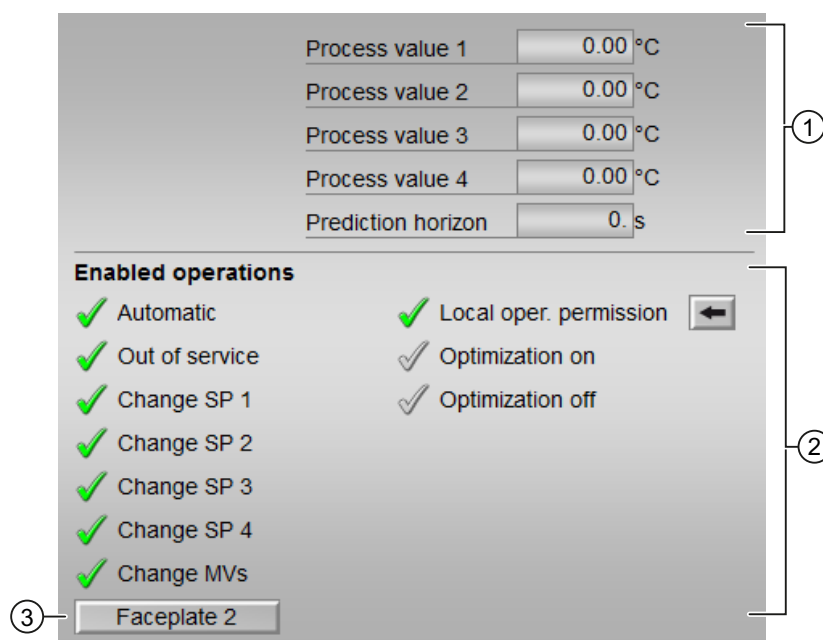 Process value 1 0.00 °C
Process value 2 0.00 °C
Process value 3 0.00 °C
Process value 4 0.00 °C
Prediction horizon 0. s
1
Enabled operations
Automatic Local oper. permission
Out of service Optimization on
Change SP 1 Optimization off
Change SP 2
2
Change SP 3
Change SP 4
Change MVs
3 Faceplate 2